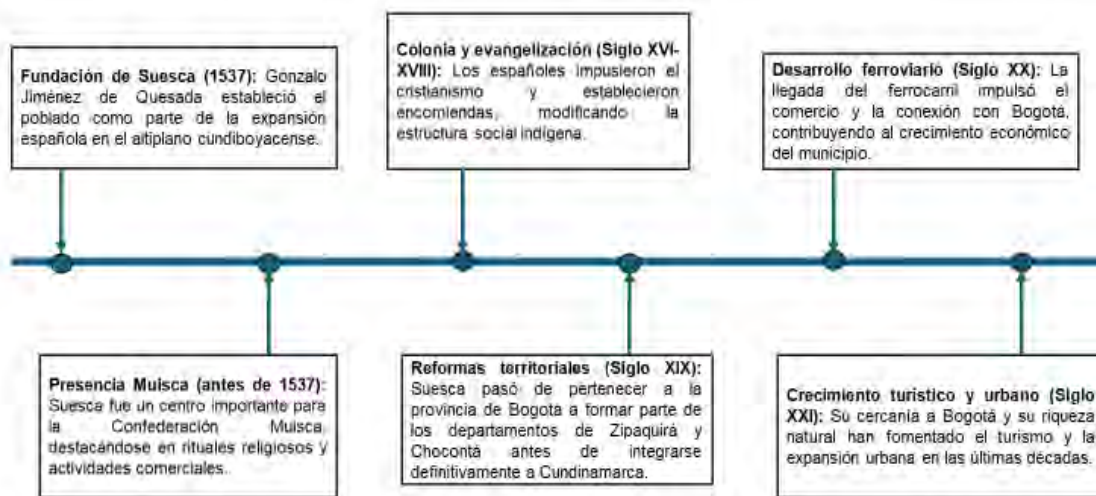 Fundación de Suesca (1537): Gonzalo
Jiménez de Quesada estableció el
poblado como parte de la expansión
española en el altiplano cundiboyacense.
Colonia y evangelización (Siglo XVI-
XVIII): Los españoles impusieron el
cristianismo y establecieron
encomiendas, modificando la
estructura social indígena.
Desarrollo ferroviario (Siglo XX): La
llegada del ferrocarril impulsó el
comercio y la conexión con Bogotá,
contribuyendo al crecimiento económico
del municipio.
Presencia Muisca (antes de 1537):
Suesca fue un centro importante para
la Confederación Muisca,
destacándose en rituales religiosos y
actividades comerciales.
Reformas territoriales (Siglo XIX):
Suesca pasó de pertenecer a la
provincia de Bogotá a formar parte de
los departamentos de Zipaquirá y
Chocontá antes de integrarse
definitivamente a Cundinamarca.
Crecimiento turístico y urbano (Siglo
XXI): Su cercanía a Bogotá y su riqueza
natural han fomentado el turismo y la
expansión urbana en las últimas décadas.